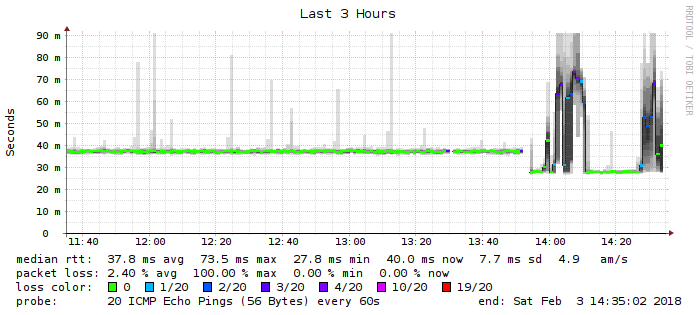 Last 3 Hours
RRDTOOL / TOBI OETIKER
Seconds
90 m
80 m
70 m
60 m
50 m
40 m
30 m
20 m
10 m
0
11:40 12:00 12:20 12:40 13:00 13:20 13:40 14:00 14:20
median rtt: 37.8 ms avg 73.5 ms max 27.8 ms min 40.0 ms now 7.7 ms sd 4.9 am/s
packet loss: 2.40 % avg 100.00 % max 0.00 % min 0.00 % now
loss color: 0 1/20 2/20 3/20 4/20 10/20 19/20
probe: 20 ICMP Echo Pings (56 Bytes) every 60s end: Sat Feb 3 14:35:02 2018